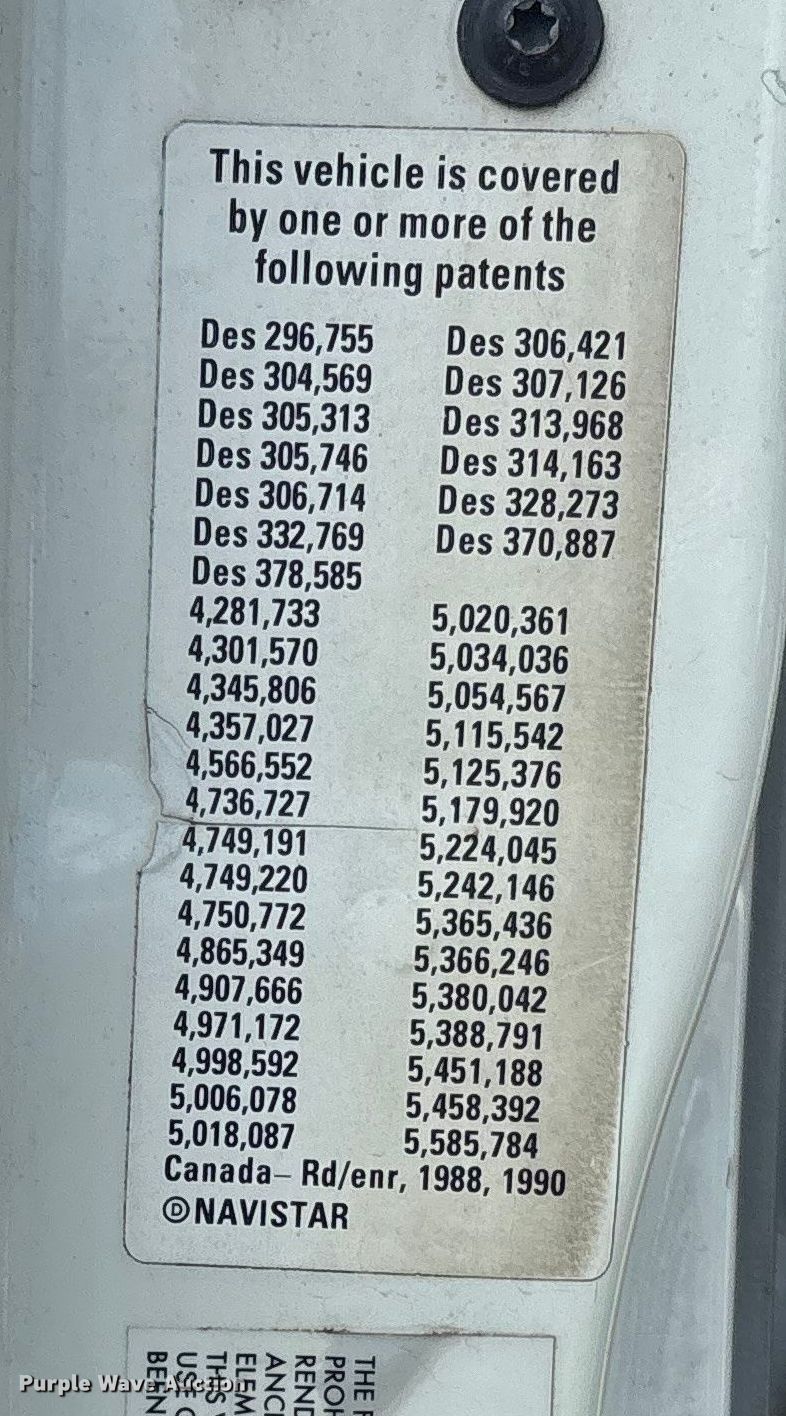 This vehicle is covered
by one or more of the
following patents
Des 296,755 Des 306,421
Des 304,569 Des 307,126
Des 305,313 Des 313,968
Des 305,746 Des 314,163
Des 306,714 Des 328,273
Des 332,769 Des 370,887
Des 378,585
4,281,733 5,020,361
4,301,570 5,034,036
4,345,806 5,054,567
4,357,027 5,115,542
4,566,552 5,125,376
4,736,727 5,179,920
4,749,191 5,224,045
4,749,220 5,242,146
4,750,772 5,365,436
4,865,349 5,366,246
4,907,666 5,380,042
4,971,172 5,388,791
4,998,592 5,451,188
5,006,078 5,458,392
5,018,087 5,585,784
Canada– Rd/enr, 1988, 1990
Ⓓ NAVISTAR
THE
Purple Wave Auction